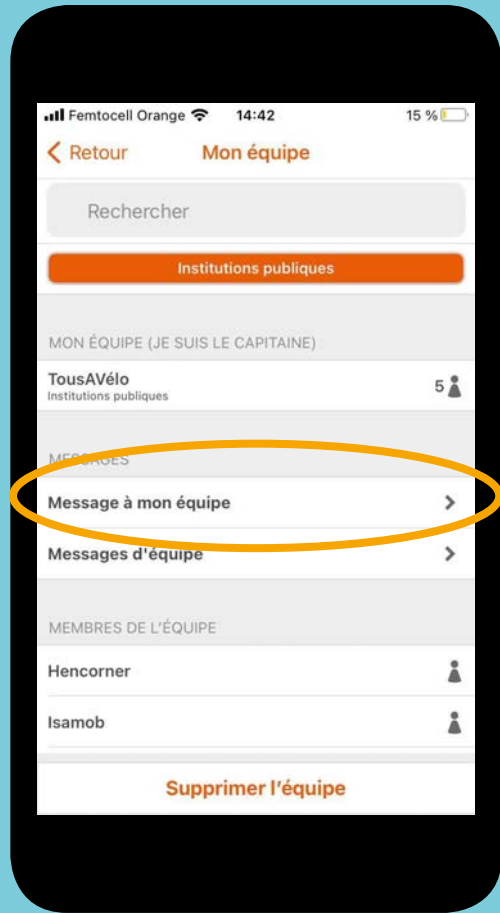 Femtocell Orange 14:42 15 %
Retour Mon équipe
Rechercher
Institutions publiques
MON ÉQUIPE (JE SUIS LE CAPITAINE)
TousAVélo
Institutions publiques
5
MESSAGES
Message à mon équipe
Messages d'équipe
MEMBRES DE L'ÉQUIPE
Hencorner
Isamob
Supprimer l'équipe